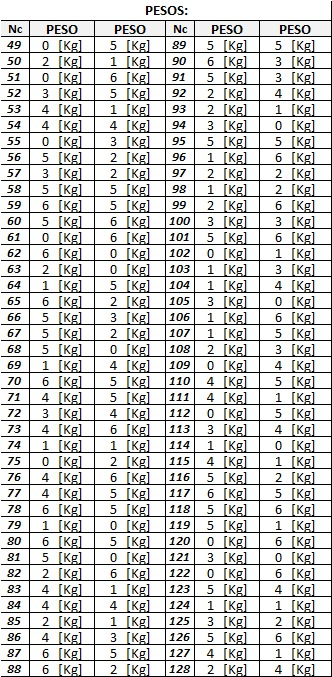 PESOS:
Nc PESO PESO Nc PESO PESO
49 0 [Kg] 5 [Kg] 89 5 [Kg] 5 [Kg]
50 2 [Kg] 1 [Kg] 90 6 [Kg] 3 [Kg]
51 0 [Kg] 6 [Kg] 91 5 [Kg] 3 [Kg]
52 3 [Kg] 5 [Kg] 92 2 [Kg] 4 [Kg]
53 4 [Kg] 1 [Kg] 93 2 [Kg] 1 [Kg]
54 4 [Kg] 4 [Kg] 94 3 [Kg] 0 [Kg]
55 0 [Kg] 3 [Kg] 95 5 [Kg] 5 [Kg]
56 5 [Kg] 2 [Kg] 96 1 [Kg] 6 [Kg]
57 3 [Kg] 2 [Kg] 97 2 [Kg] 2 [Kg]
58 5 [Kg] 5 [Kg] 98 1 [Kg] 2 [Kg]
59 6 [Kg] 5 [Kg] 99 2 [Kg] 6 [Kg]
60 5 [Kg] 6 [Kg] 100 3 [Kg] 3 [Kg]
61 0 [Kg] 6 [Kg] 101 5 [Kg] 6 [Kg]
62 6 [Kg] 0 [Kg] 102 0 [Kg] 1 [Kg]
63 2 [Kg] 0 [Kg] 103 1 [Kg] 3 [Kg]
64 1 [Kg] 5 [Kg] 104 1 [Kg] 4 [Kg]
65 6 [Kg] 2 [Kg] 105 3 [Kg] 0 [Kg]
66 5 [Kg] 3 [Kg] 106 1 [Kg] 6 [Kg]
67 5 [Kg] 2 [Kg] 107 1 [Kg] 5 [Kg]
68 5 [Kg] 0 [Kg] 108 2 [Kg] 3 [Kg]
69 1 [Kg] 4 [Kg] 109 0 [Kg] 4 [Kg]
70 6 [Kg] 5 [Kg] 110 4 [Kg] 5 [Kg]
71 4 [Kg] 5 [Kg] 111 4 [Kg] 1 [Kg]
72 3 [Kg] 4 [Kg] 112 0 [Kg] 5 [Kg]
73 4 [Kg] 6 [Kg] 113 3 [Kg] 4 [Kg]
74 1 [Kg] 1 [Kg] 114 1 [Kg] 0 [Kg]
75 0 [Kg] 2 [Kg] 115 4 [Kg] 1 [Kg]
76 4 [Kg] 6 [Kg] 116 5 [Kg] 2 [Kg]
77 4 [Kg] 5 [Kg] 117 6 [Kg] 5 [Kg]
78 6 [Kg] 5 [Kg] 118 5 [Kg] 6 [Kg]
79 1 [Kg] 0 [Kg] 119 5 [Kg] 1 [Kg]
80 6 [Kg] 5 [Kg] 120 0 [Kg] 6 [Kg]
81 5 [Kg] 0 [Kg] 121 3 [Kg] 0 [Kg]
82 2 [Kg] 6 [Kg] 122 0 [Kg] 6 [Kg]
83 4 [Kg] 1 [Kg] 123 5 [Kg] 4 [Kg]
84 4 [Kg] 4 [Kg] 124 1 [Kg] 1 [Kg]
85 2 [Kg] 1 [Kg] 125 3 [Kg] 2 [Kg]
86 4 [Kg] 3 [Kg] 126 5 [Kg] 6 [Kg]
87 6 [Kg] 5 [Kg] 127 4 [Kg] 1 [Kg]
88 6 [Kg] 2 [Kg] 128 2 [Kg] 4 [Kg]